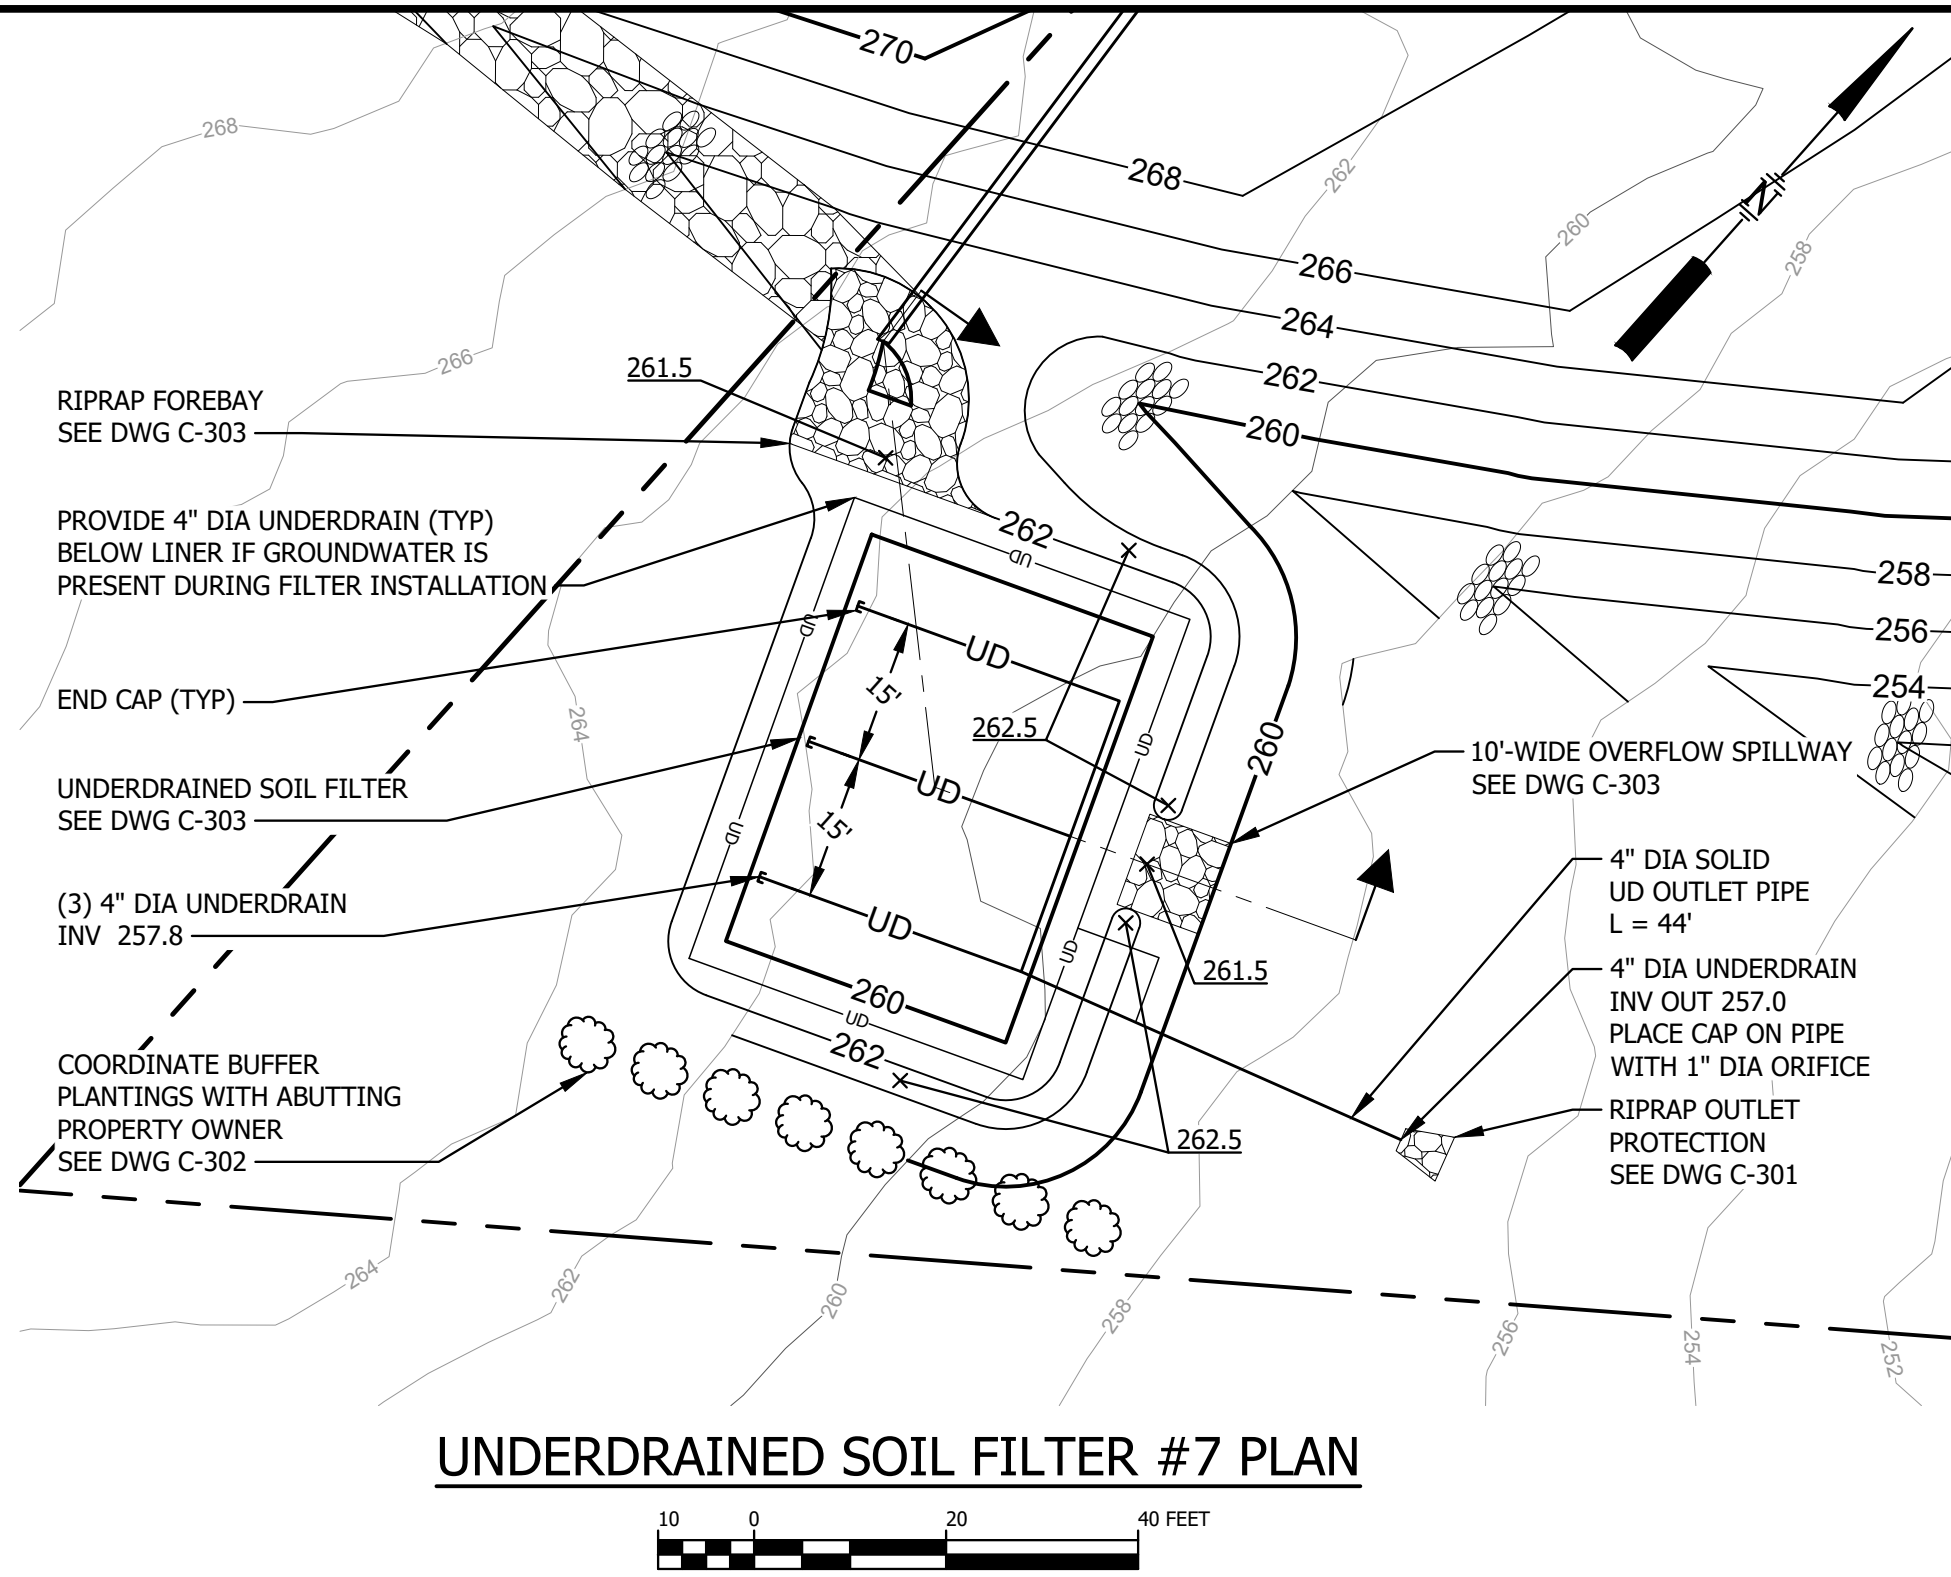 270
268
262
268
N
260
258
266
264
266
261.5
262
260
RIPRAP FOREBAY
SEE DWG C-303
PROVIDE 4" DIA UNDERDRAIN (TYP)
BELOW LINER IF GROUNDWATER IS
PRESENT DURING FILTER INSTALLATION
262
UD
258
UD
256
UD
15'
254
END CAP (TYP)
264
262.5
UD
260
10'-WIDE OVERFLOW SPILLWAY
SEE DWG C-303
UNDERDRAINED SOIL FILTER
SEE DWG C-303
UD
15'
UD
4" DIA SOLID
UD OUTLET PIPE
L = 44'
(3) 4" DIA UNDERDRAIN
INV 257.8
UD
UD
261.5
4" DIA UNDERDRAIN
INV OUT 257.0
PLACE CAP ON PIPE
WITH 1" DIA ORIFICE
260
UD
262
COORDINATE BUFFER
PLANTINGS WITH ABUTTING
PROPERTY OWNER
SEE DWG C-302
262.5
RIPRAP OUTLET
PROTECTION
SEE DWG C-301
264
262
260
258
256
254
252
UNDERDRAINED SOIL FILTER #7 PLAN
10 0 20 40 FEET